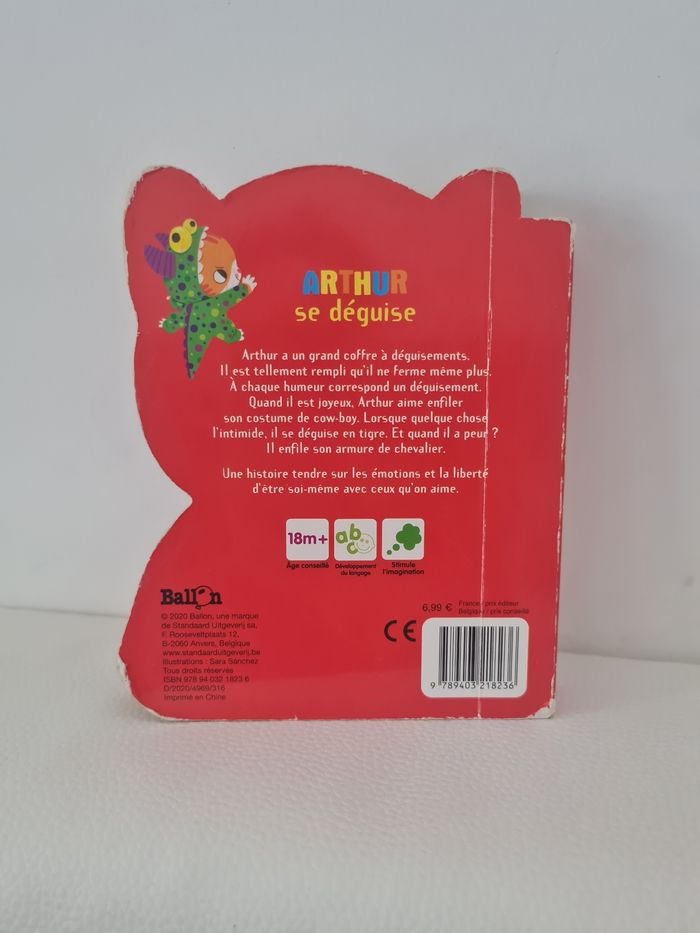 ARTHUR
se déguise
Arthur a un grand coffre à déguisements.
Il est tellement rempli qu'il ne ferme même plus.
À chaque humeur correspond un déguisement.
Quand il est joyeux, Arthur aime enfiler
son costume de cow-boy. Lorsque quelque chose
l'intimide, il se déguise en tigre. Et quand il a peur ?
Il enfile son armure de chevalier.
Une histoire tendre sur les émotions et la liberté
d'être soi-même avec ceux qu'on aime.
18m+
abc
Âge conseillé
Développement
du langage
Stimule
l'imagination
Ballon
© 2020 Ballon, une marque
de Standaard Uitgeverij sa,
F. Rooseveltplaats 12,
B-2060 Anvers, Belgique
www.standaarduitgeverij.be
Illustrations : Sara Sánchez
Tous droits réservés
ISBN 978 94 032 1823 6
D/2020/4969/316
Imprimé en Chine
6,99 € France / prix éditeur
Belgique / prix conseillé
CE
9 789403 218236